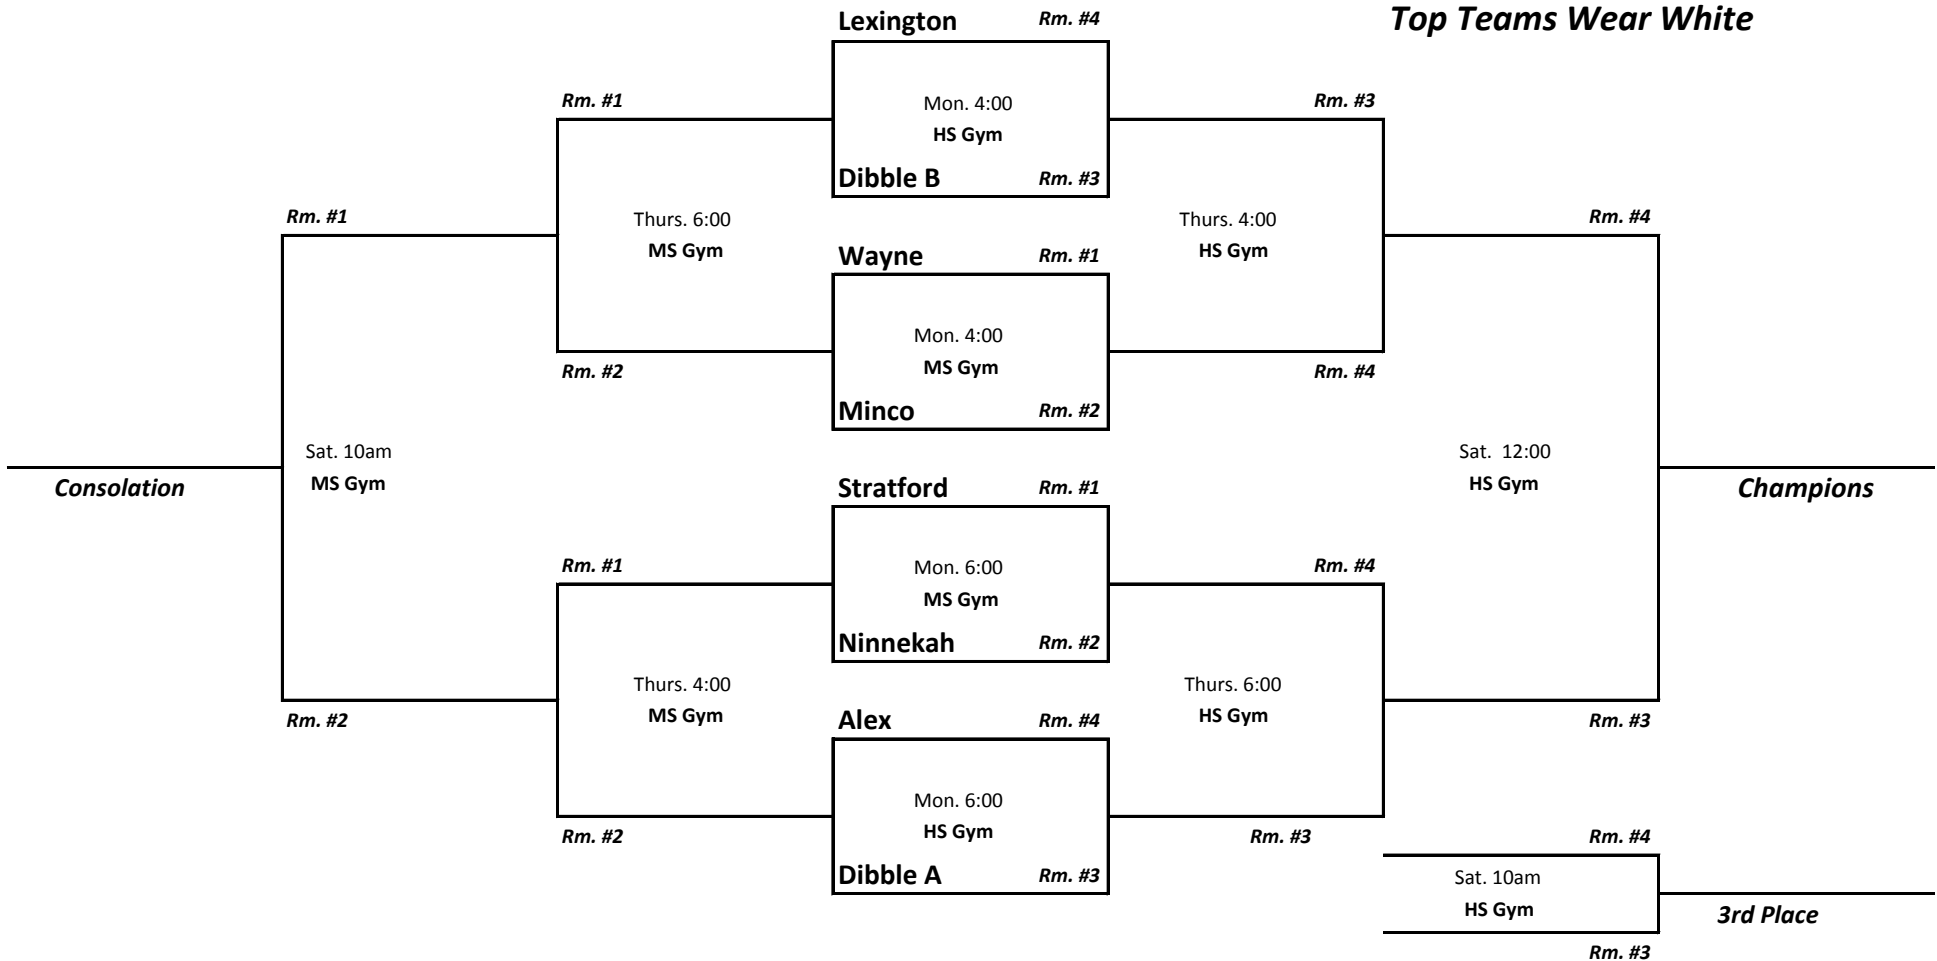 Lexington Rm. #4
Top Teams Wear White
Rm. #1
Mon. 4:00
HS Gym
Rm. #3
Dibble B Rm. #3
Rm. #1
Thurs. 6:00
MS Gym
Thurs. 4:00
HS Gym
Rm. #4
Wayne Rm. #1
Mon. 4:00
MS Gym
Rm. #2
Rm. #4
Minco Rm. #2
Sat. 10am
MS Gym
Consolation
Sat.  12:00
HS Gym
Champions
Stratford Rm. #1
Rm. #1
Mon. 6:00
MS Gym
Rm. #4
Ninnekah Rm. #2
Thurs. 4:00
MS Gym
Thurs. 6:00
HS Gym
Rm. #2
Alex Rm. #4
Rm. #3
Mon. 6:00
HS Gym
Rm. #2
Rm. #3
Dibble A Rm. #3
Rm. #4
Sat. 10am
HS Gym
3rd Place
Rm. #3